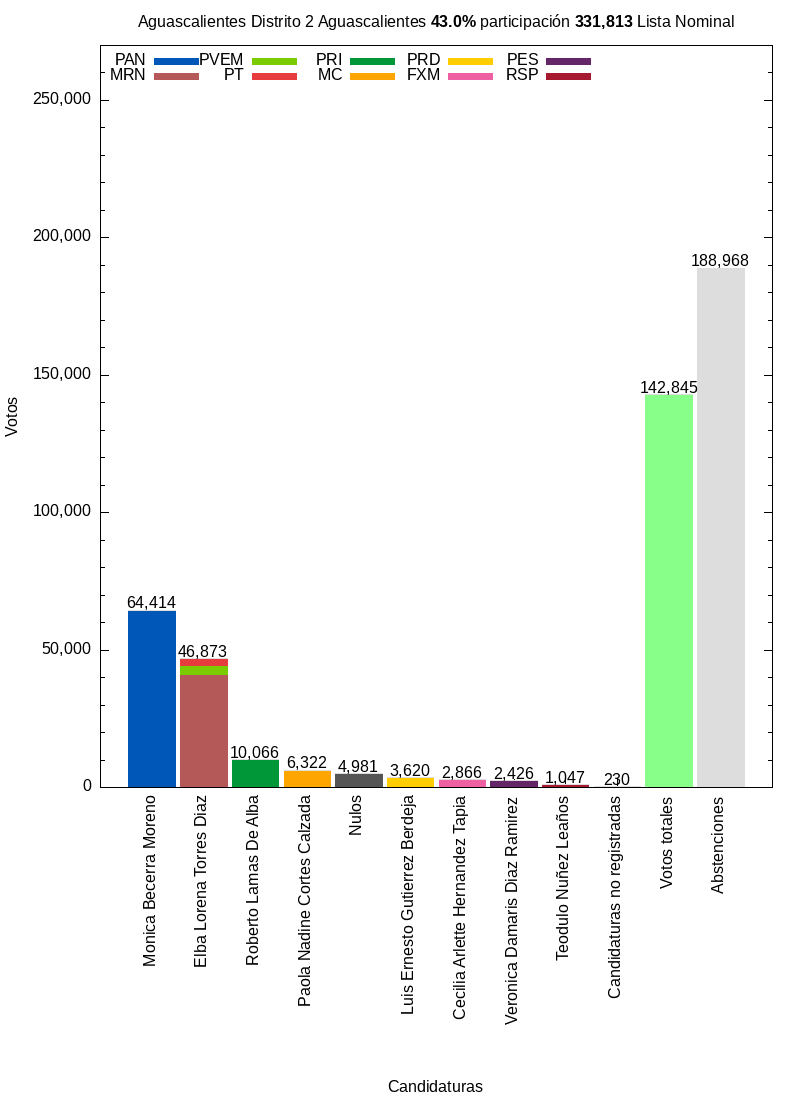 Aguascalientes Distrito 2 Aguascalientes 43.0% participación 331,813 Lista Nominal
PAN PVEM PRI PRD PES
MRN PT MC FXM RSP
250,000
200,000
150,000
100,000
50,000
0
Votos
64,414
46,873
10,066
6,322
4,981
3,620
2,866
2,426
1,047
230
142,845
188,968
Monica Becerra Moreno
Elba Lorena Torres Diaz
Roberto Lamas De Alba
Paola Nadine Cortes Calzada
Nulos
Luis Ernesto Gutierrez Berdeja
Cecilia Arlette Hernandez Tapia
Veronica Damaris Diaz Ramirez
Teodulo Nuñez Leaños
Candidaturas no registradas
Votos totales
Abstenciones
Candidaturas